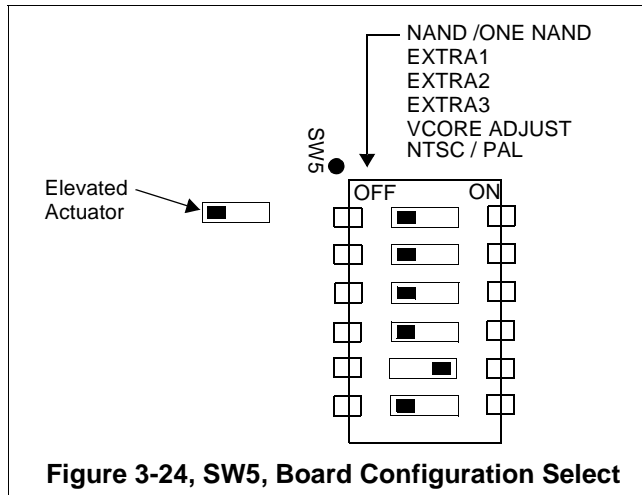 NAND /ONE NAND
EXTRA1
EXTRA2
EXTRA3
VCORE ADJUST
NTSC / PAL
SW5
Elevated
Actuator
OFF ON
Figure 3-24, SW5, Board Configuration Select